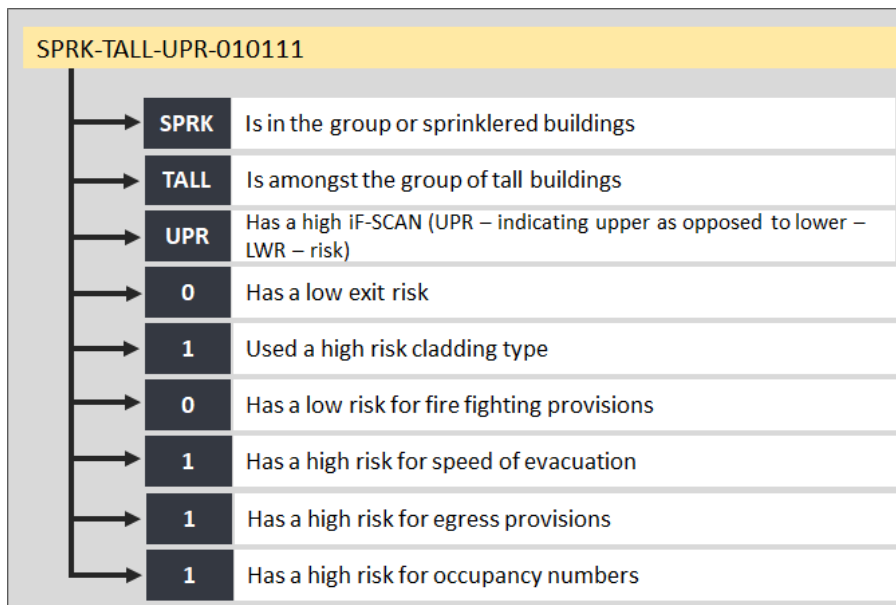 SPRK-TALL-UPR-010111
SPRK Is in the group or sprinklered buildings
TALL Is amongst the group of tall buildings
UPR Has a high iF-SCAN (UPR – indicating upper as opposed to lower –
LWR – risk)
0 Has a low exit risk
1 Used a high risk cladding type
0 Has a low risk for fire fighting provisions
1 Has a high risk for speed of evacuation
1 Has a high risk for egress provisions
1 Has a high risk for occupancy numbers